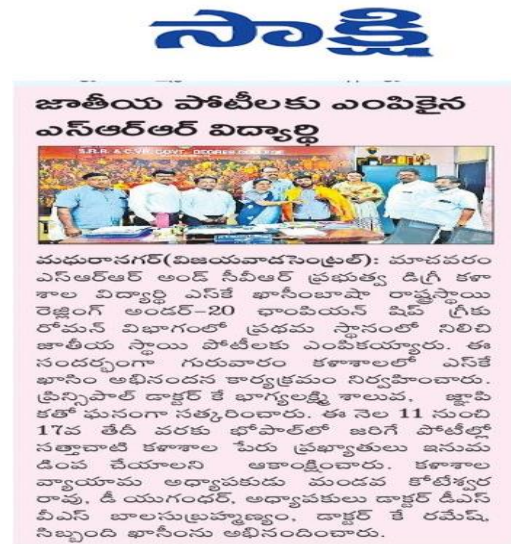 సాక్షి
జాతీయ పోటీలకు ఎంపికైన
ఎస్ఆర్ఆర్ విద్యార్థి
S.R.R. & C.V.R. GOVT. DEGREE COLLEGE
మధురానగర్(విజయవాడసెంట్రల్): మాచవరం
ఎస్ఆర్ఆర్ అండ్ సీవీఆర్ ప్రభుత్వ డిగ్రీ కళా
శాల విద్యార్థి ఎస్‌కే ఖాసీంబాషా రాష్ట్రస్థాయి
రెజ్లింగ్ అండర్–20 ఛాంపియన్ షిప్ గ్రీకు
రోమన్ విభాగంలో ప్రథమ స్థానంలో నిలిచి
జాతీయ స్థాయి పోటీలకు ఎంపికయ్యారు. ఈ
సందర్భంగా గురువారం కళాశాలలో ఎస్‌కే
ఖాసిం అభినందన కార్యక్రమం నిర్వహించారు.
ప్రిన్సిపాల్ డాక్టర్ కే భాగ్యలక్ష్మి శాలువ, జ్ఞాపి
కతో ఘనంగా సత్కరించారు. ఈ నెల 11 నుంచి
17వ తేదీ వరకు భోపాల్‌లో జరిగే పోటీల్లో
సత్తాచాటి కళాశాల పేరు ప్రఖ్యాతులు ఇనుమ
డింప చేయాలని ఆకాంక్షించారు. కళాశాల
వ్యాయామ అధ్యాపకుడు మండవ కోటేశ్వర
రావు, డీ యుగంధర్, అధ్యాపకులు డాక్టర్ డీఎస్
వీఎస్ బాలసుబ్రహ్మణ్యం, డాక్టర్ కే రమేష్,
సిబ్బంది ఖాసీంను అభినందించారు.